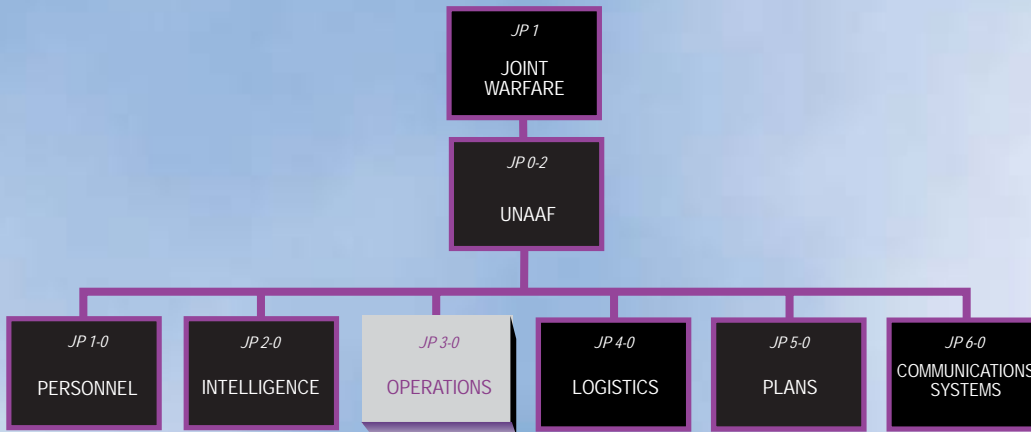 JP 1
JOINT
WARFARE
JP 0-2
UNAAF
JP 1-0
PERSONNEL
JP 2-0
INTELLIGENCE
JP 3-0
OPERATIONS
JP 4-0
LOGISTICS
JP 5-0
PLANS
JP 6-0
COMMUNICATIONS
SYSTEMS